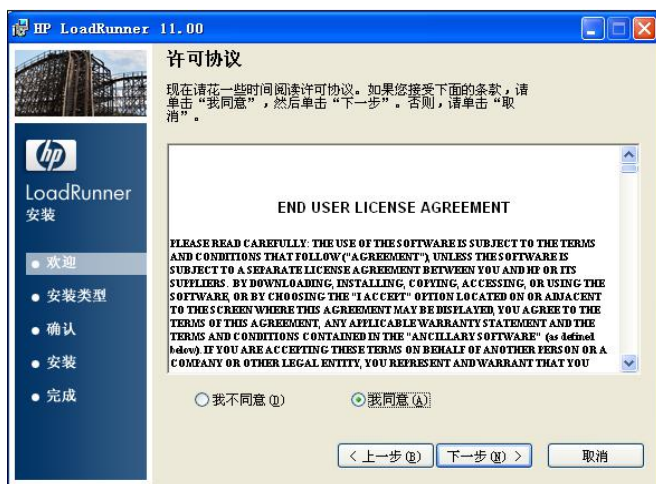 HP LoadRunner 11.00
许可协议
现在请花一些时间阅读许可协议。如果您接受下面的条款，请
单击“我同意”，然后单击“下一步”。否则，请单击“取
消”。
hp
LoadRunner
安装
欢迎
安装类型
确认
安装
完成
END USER LICENSE AGREEMENT
PLEASE READ CAREFULLY: THE USE OF THE SOFTWARE IS SUBJECT TO THE TERMS
AND CONDITIONS THAT FOLLOW ("AGREEMENT"), UNLESS THE SOFTWARE IS
SUBJECT TO A SEPARATE LICENSE AGREEMENT BETWEEN YOU AND HP OR ITS
SUPPLIERS. BY DOWNLOADING, INSTALLING, COPYING, ACCESSING, OR USING THE
SOFTWARE, OR BY CHOOSING THE "I ACCEPT" OPTION LOCATED ON OR ADJACENT
TO THE SCREEN WHERE THIS AGREEMENT MAY BE DISPLAYED, YOU AGREE TO THE
TERMS OF THIS AGREEMENT, ANY APPLICABLE WARRANTY STATEMENT AND THE
TERMS AND CONDITIONS CONTAINED IN THE "ANCILLARY SOFTWARE" (as defined
below). IF YOU ARE ACCEPTING THESE TERMS ON BEHALF OF ANOTHER PERSON OR A
COMPANY OR OTHER LEGAL ENTITY, YOU REPRESENT AND WARRANT THAT YOU
我不同意(D) 我同意(A)
< 上一步(B) 下一步(N) > 取消